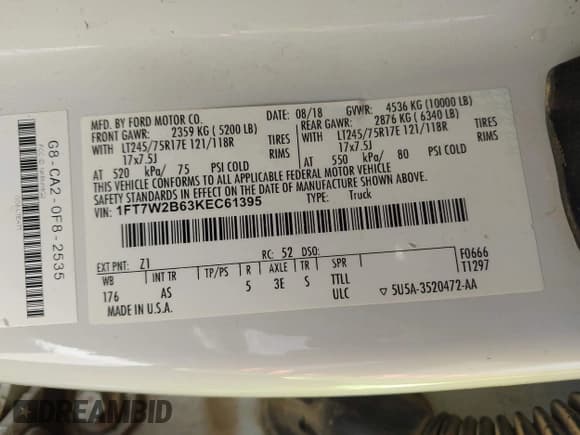 MFD. BY FORD MOTOR CO.
08/18 GVWR: 4536 KG (10000 LB)
FRONT GAWR: 2359 KG (5200 LB)
REAR GAWR: 2876 KG (6340 LB)
WITH LT245/75R17E 121/118R TIRES
WITH LT245/75R17E 121/118R TIRES
17x7.5J RIMS
17x7.5J RIMS
AT 520 kPa/ 75 PSI COLD
AT 550 kPa/ 80 PSI COLD
THIS VEHICLE CONFORMS TO ALL APPLICABLE FEDERAL MOTOR VEHICLE
SAFETY AND THEFT PREVENTION STANDARDS IN EFFECT ON THE DATE OF MANUFACTURE SHOWN ABOVE.
VIN: 1FT7W2B63KEC61395
TYPE: Truck
EXT PNT: Z1 RC: 52 DSO:
WB INT TR TP/PS R AXLE TR SPR F0666
176 AS 5 3E S TTLL T1297
MADE IN U.S.A. ULC
▽ 5U5A-3520472-AA
G8-CA2-0F8-2535
DREAMBID